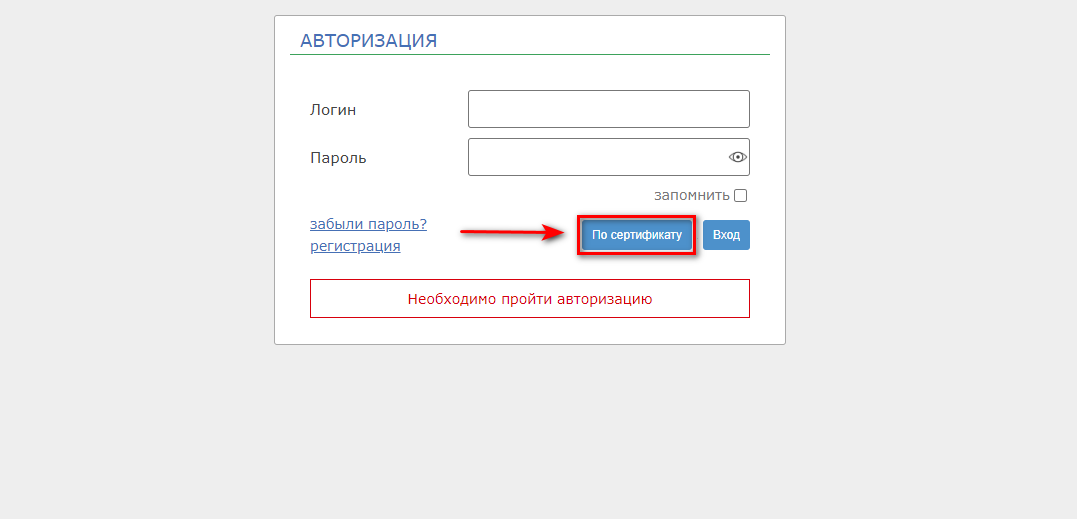 АВТОРИЗАЦИЯ
Логин
Пароль
запомнить
забыли пароль?
регистрация
По сертификату
Вход
Необходимо пройти авторизацию